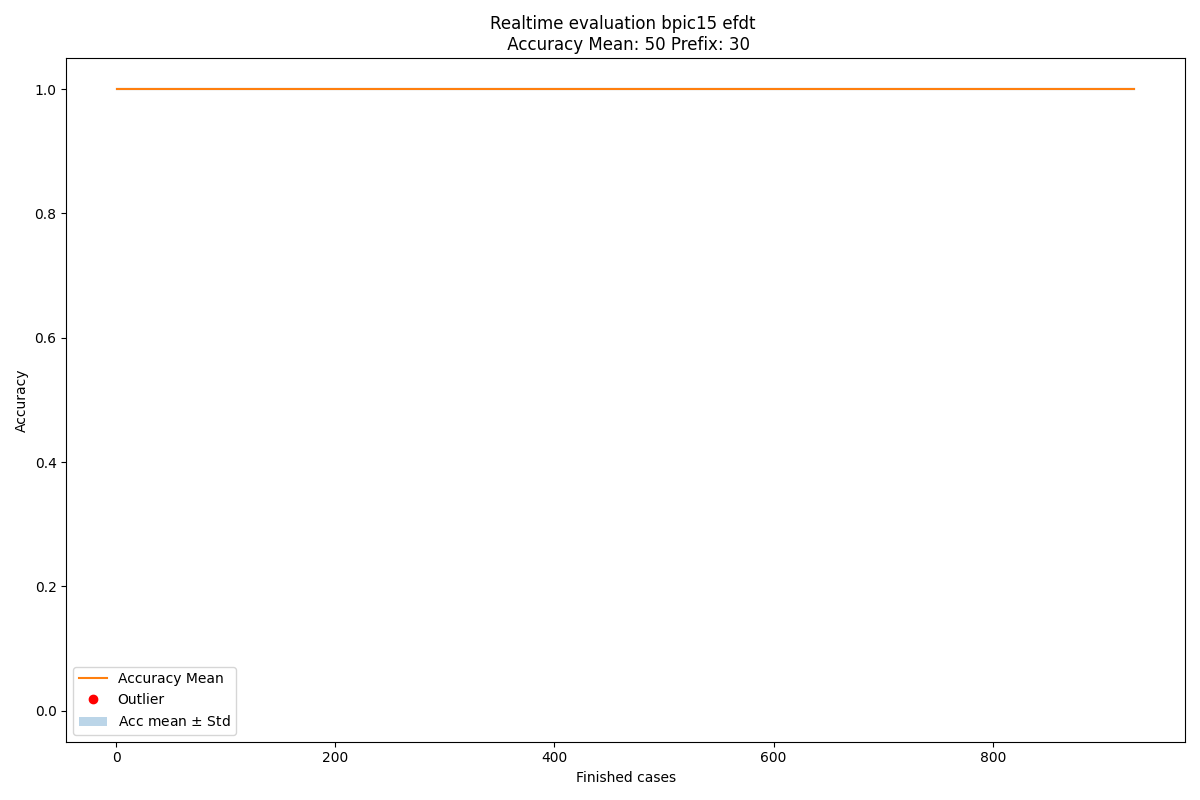 Realtime evaluation bpic15 efdt
Accuracy Mean: 50 Prefix: 30
1.0
0.8
0.6
0.4
0.2
0.0
Accuracy
Accuracy Mean
Outlier
Acc mean ± Std
0 200 400 600 800
Finished cases